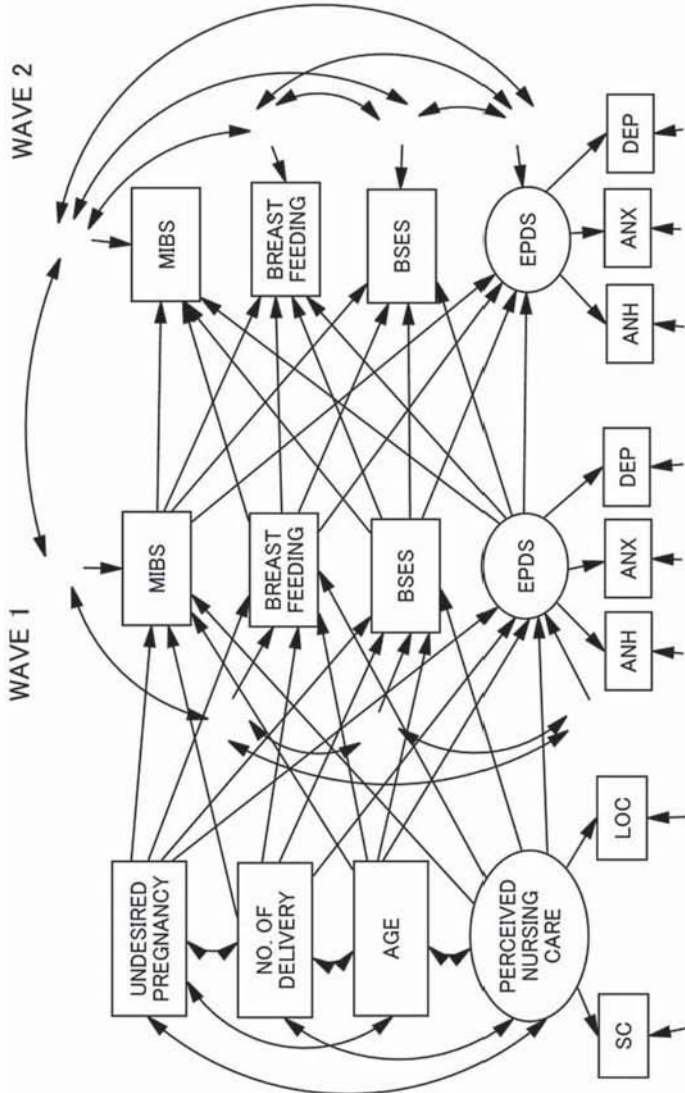 WAVE 1
WAVE 2
UNDESIRED
PREGNANCY
NO. OF
DELIVERY
AGE
PERCEIVED
NURSING
CARE
SC
LOC
MIBS
BREAST
FEEDING
BSES
EPDS
ANH
ANX
DEP
MIBS
BREAST
FEEDING
BSES
EPDS
ANH
ANX
DEP